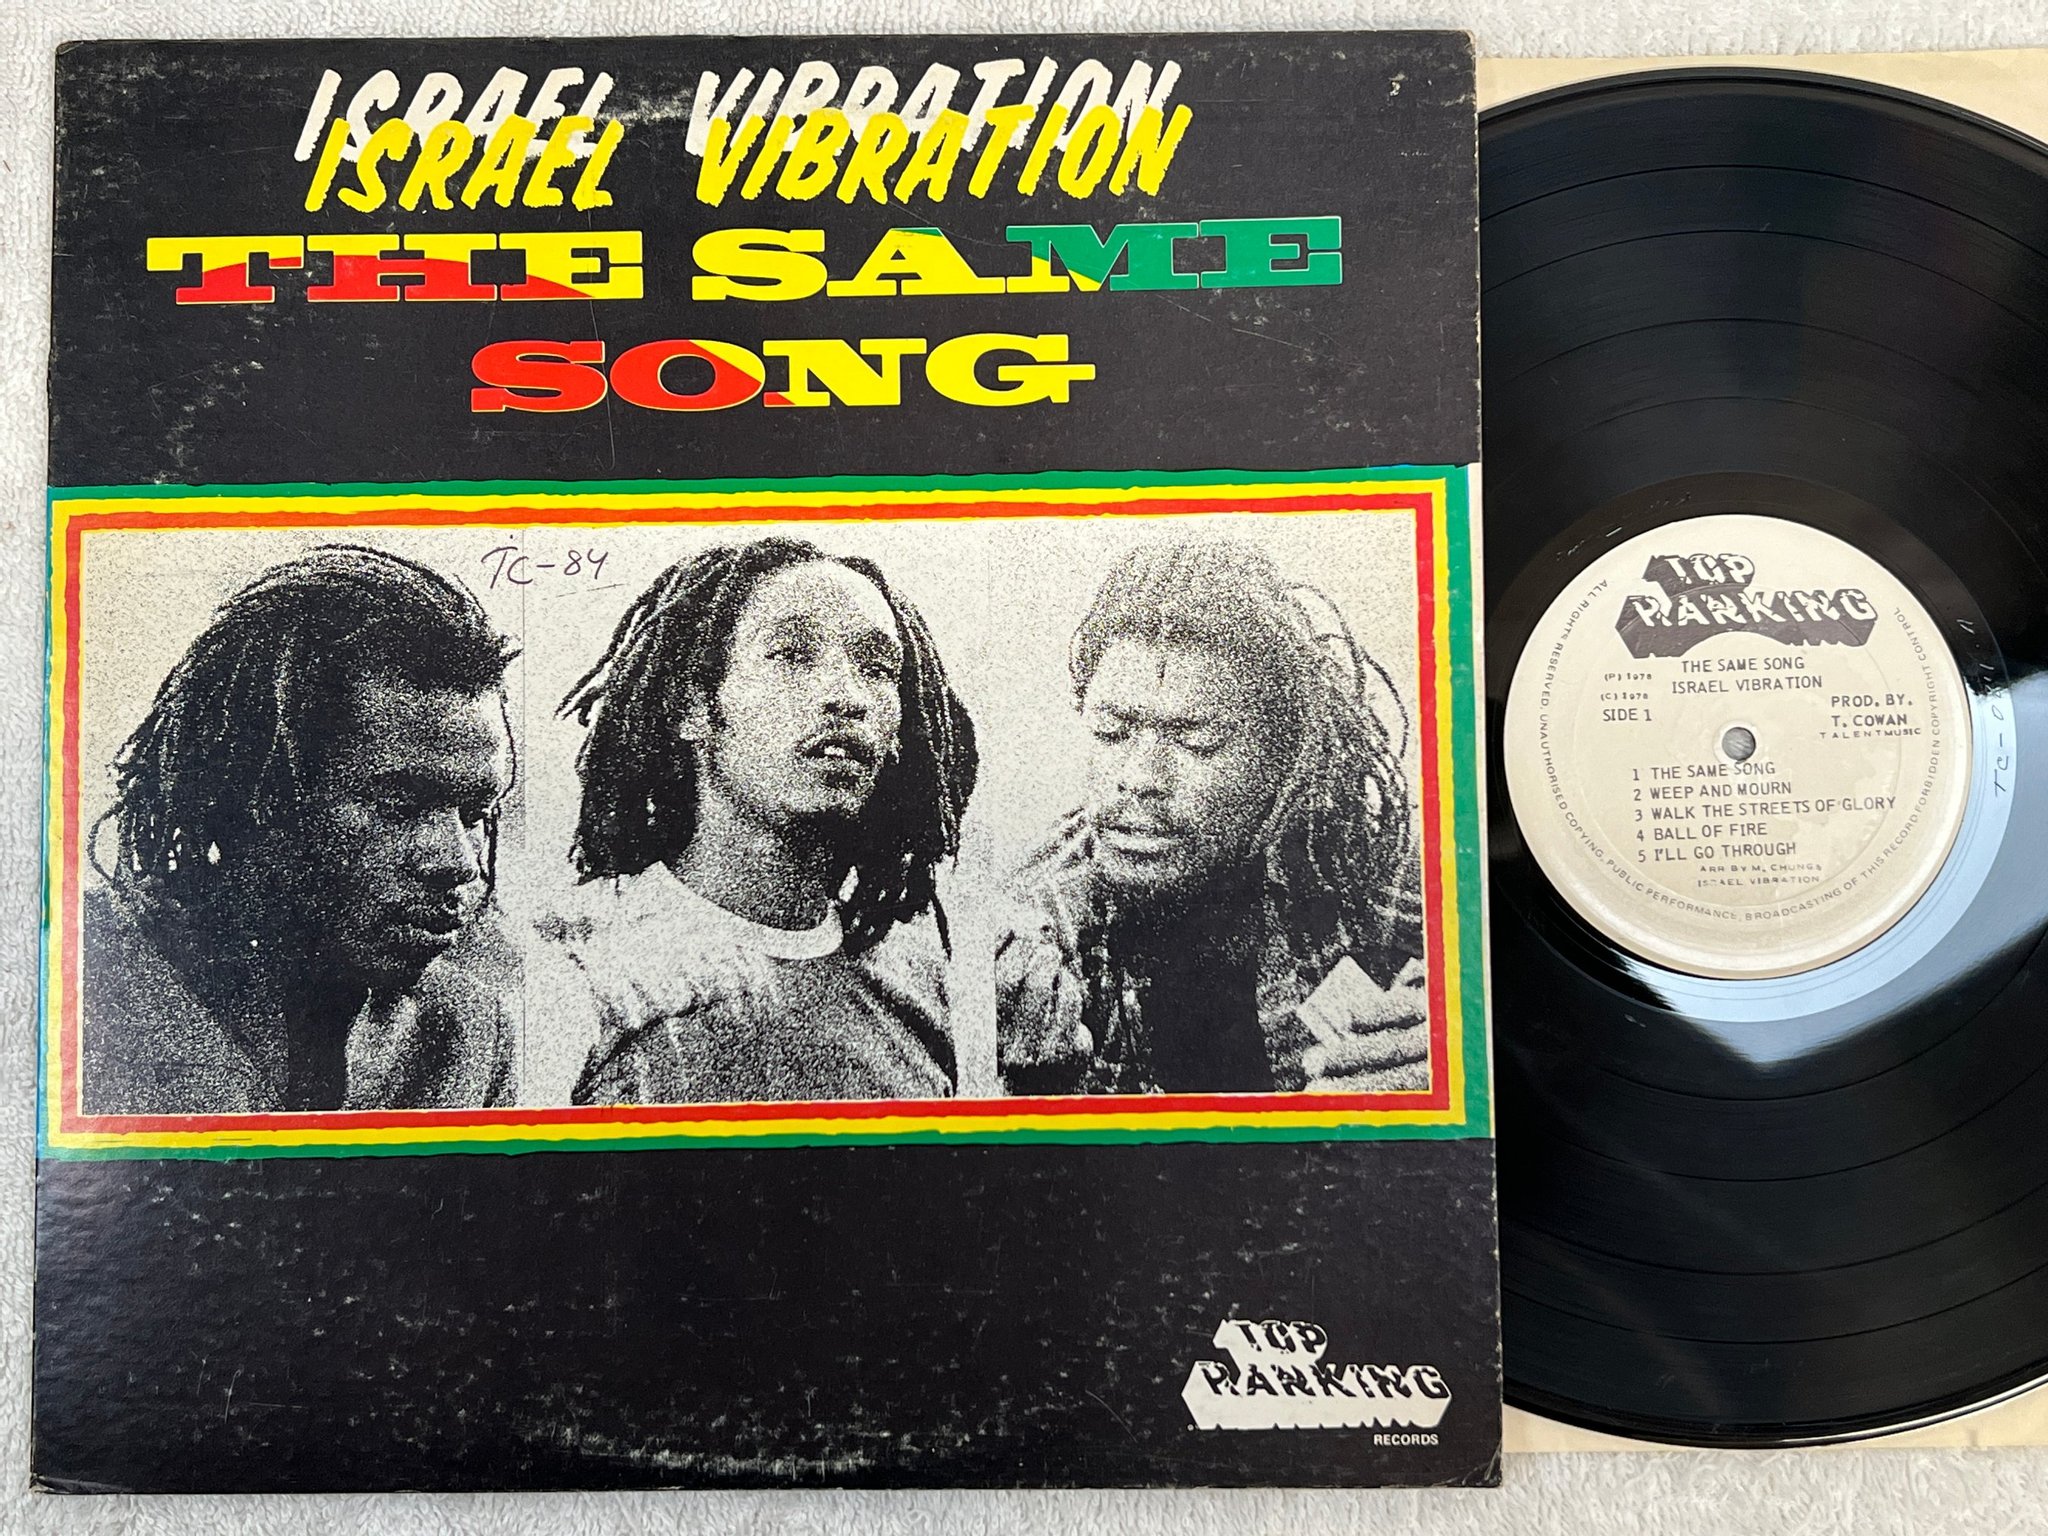 ISRAEL VIBRATION
ISRAEL VIBRATION
THE SAME
SONG
TC-84
TOP
RANKING
RECORDS
TOP
RANKING
THE SAME SONG
(P) 1978
ISRAEL VIBRATION
(C) 1978
PROD. BY.
SIDE 1
T. COWAN
TALENT MUSIC
1 THE SAME SONG
2 WEEP AND MOURN
3 WALK THE STREETS OF GLORY
4 BALL OF FIRE
5 I'LL GO THROUGH
ARR BY M. CHUNG &
ISRAEL VIBRATION
ALL RIGHTS RESERVED. UNAUTHORISED COPYING, PUBLIC PERFORMANCE, BROADCASTING OF THIS RECORD FORBIDDEN COPYRIGHT CONTROL